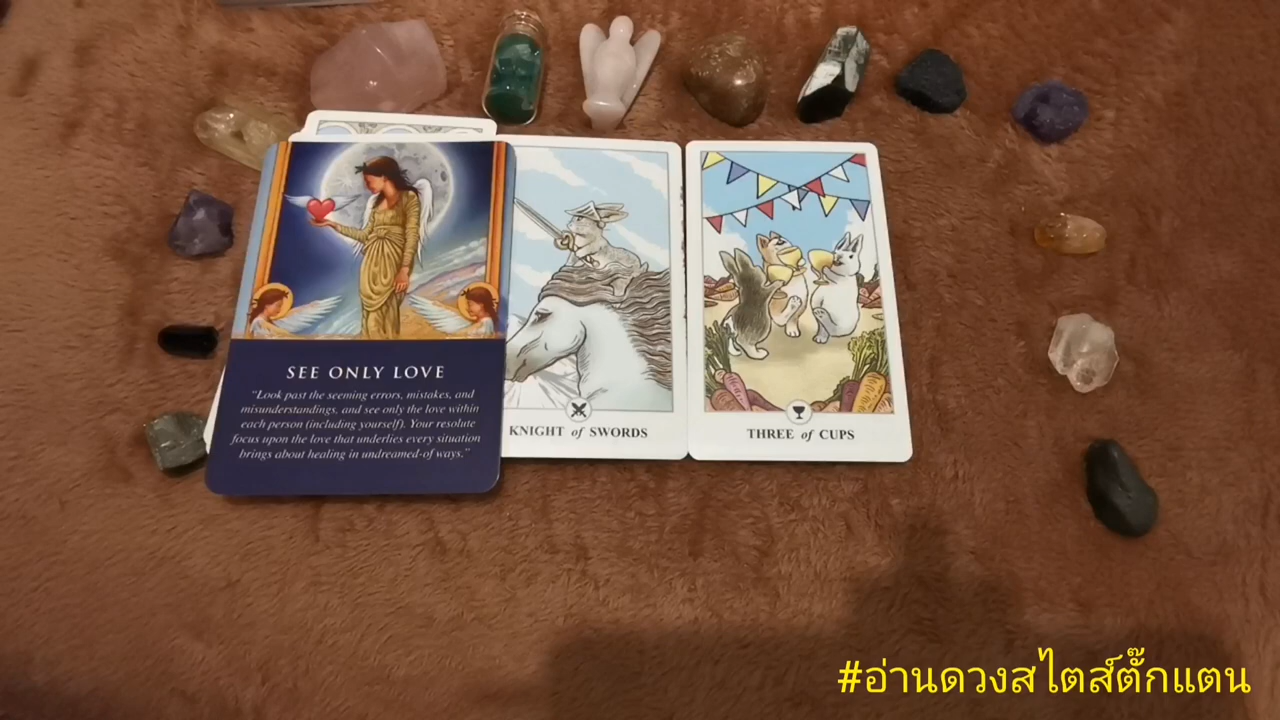 SEE ONLY LOVE
"Look past the seeming errors, mistakes, and
misunderstandings, and see only the love within
each person (including yourself). Your resolute
focus upon the love that underlies every situation
brings about healing in undreamed-of ways."
KNIGHT of SWORDS
THREE of CUPS
#อ่านดวงสไตส์ตั๊กแตน